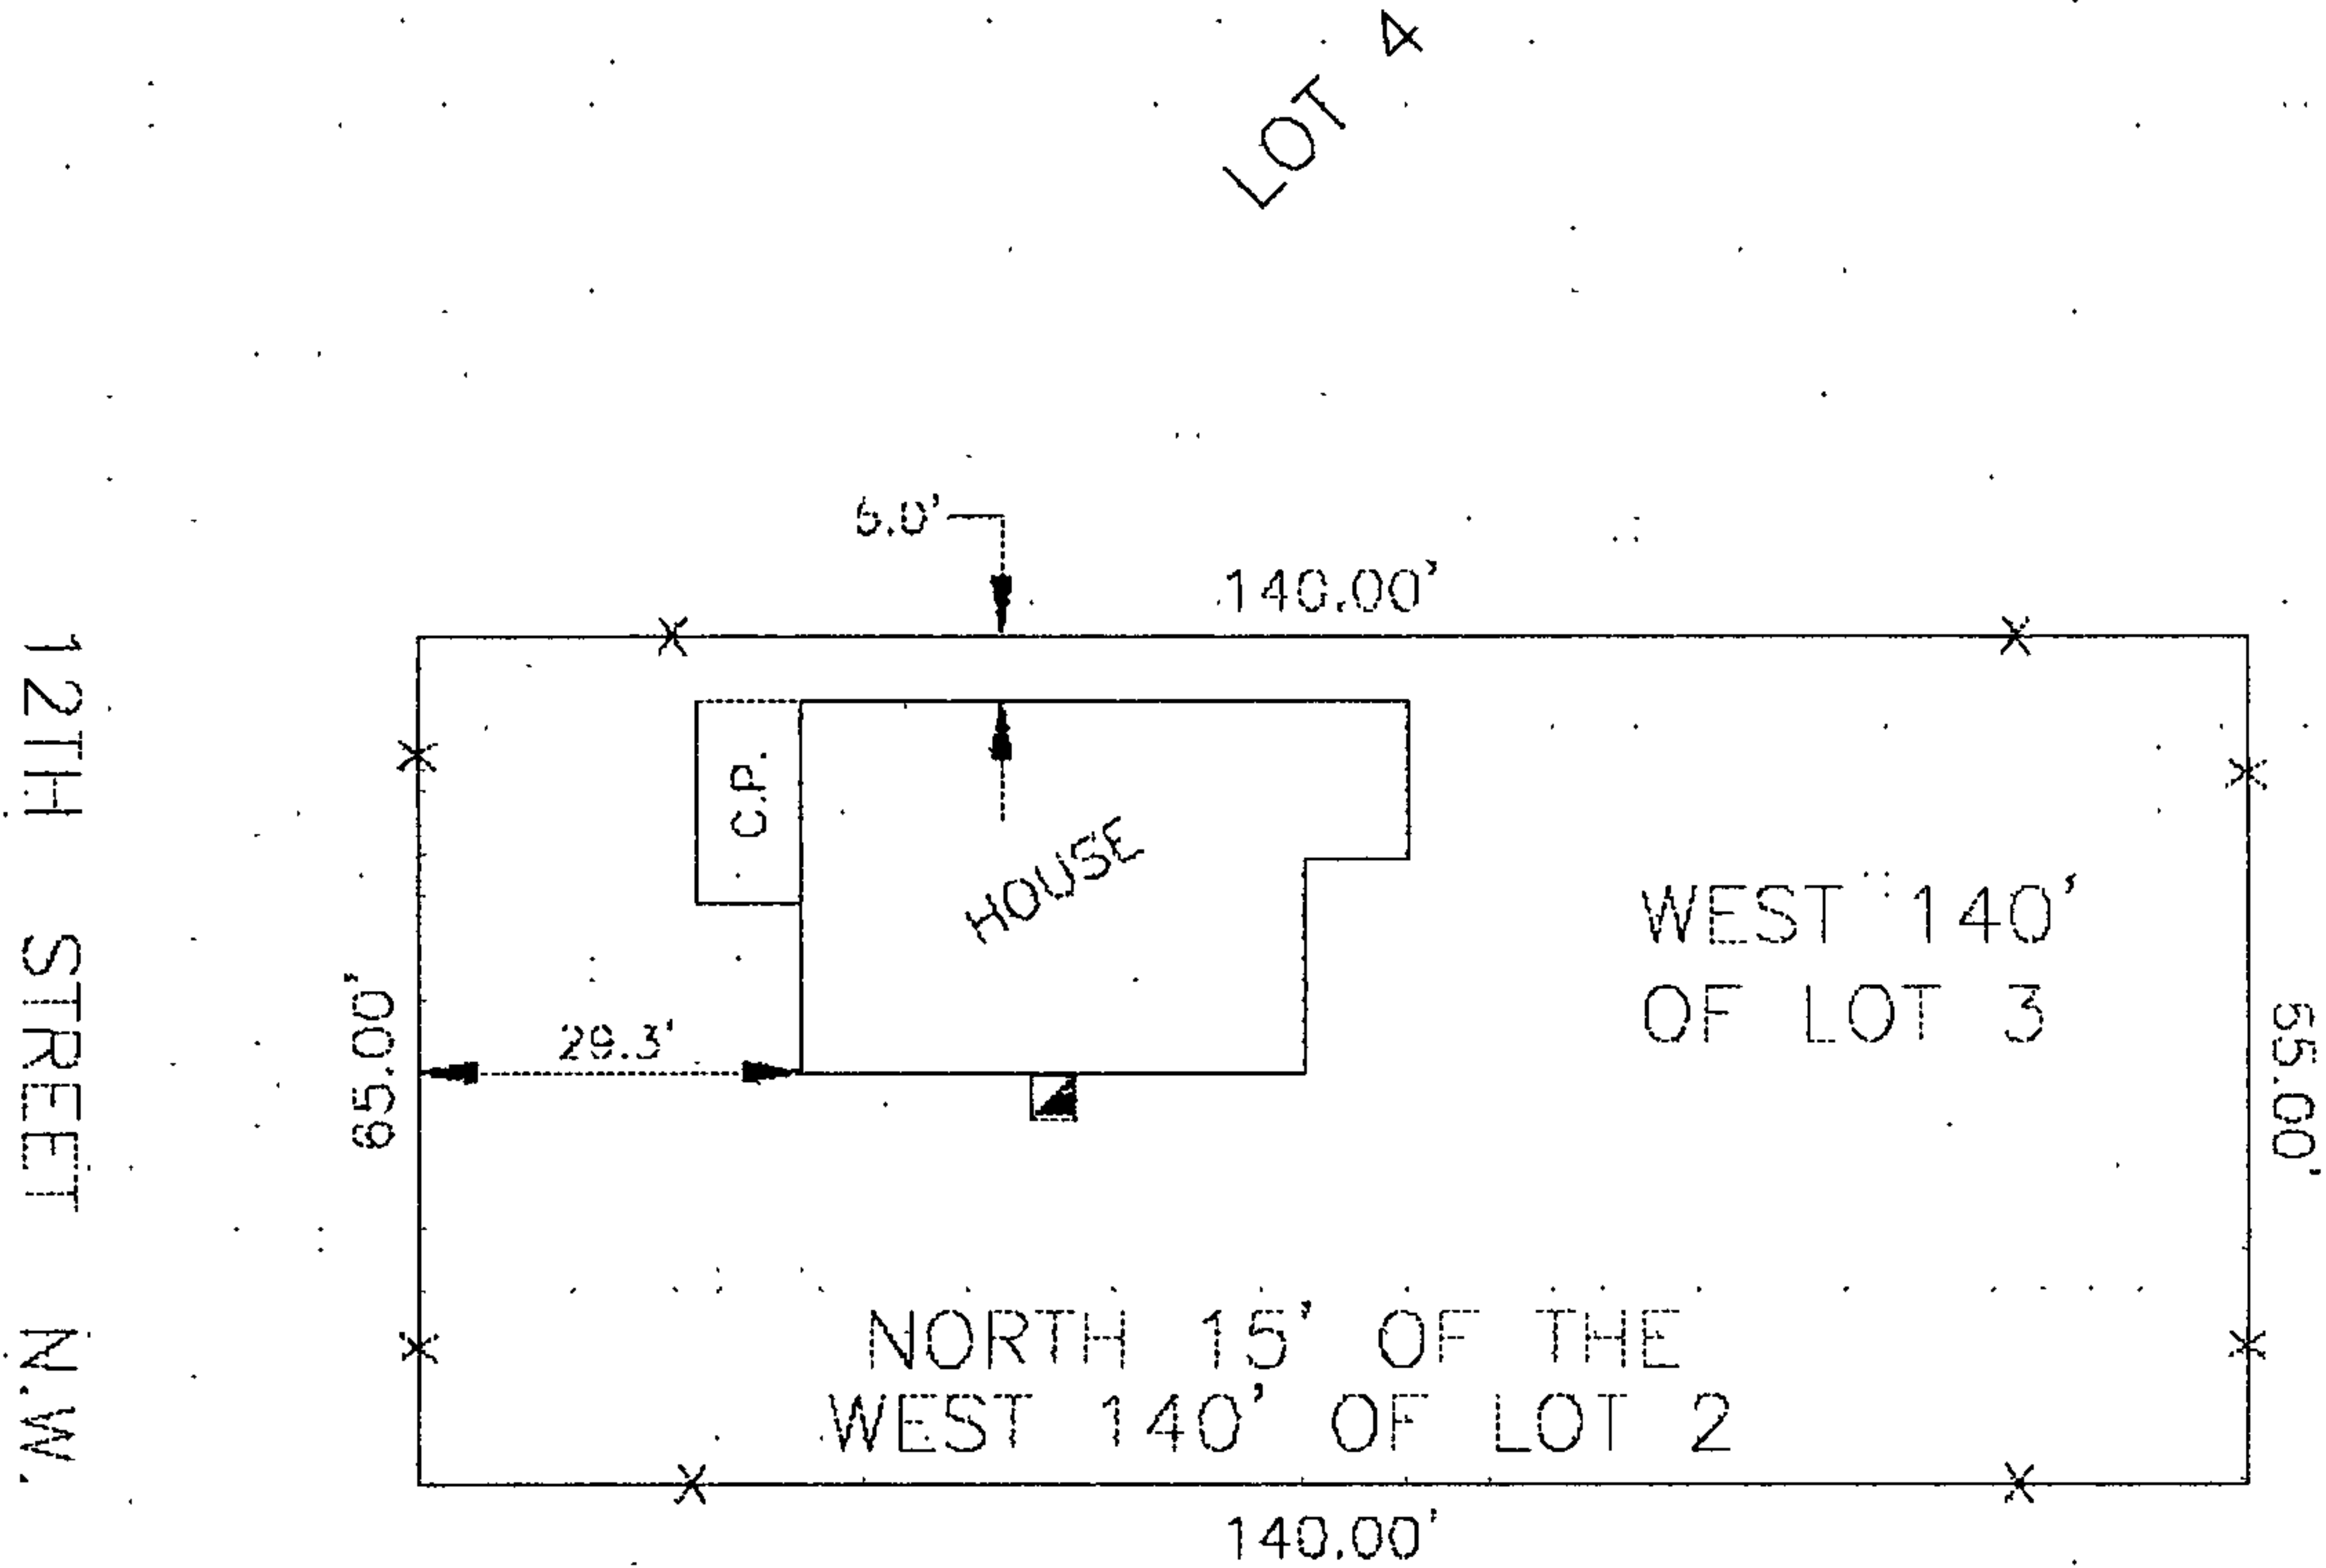 LOT 4
5.0'
140.00'
12TH STREET N.W.
C.P.
HOUSE
WEST 140'
OF LOT 3
65.00'
29.3'
65.00'
NORTH 15' OF THE
WEST 140' OF LOT 2
140.00'